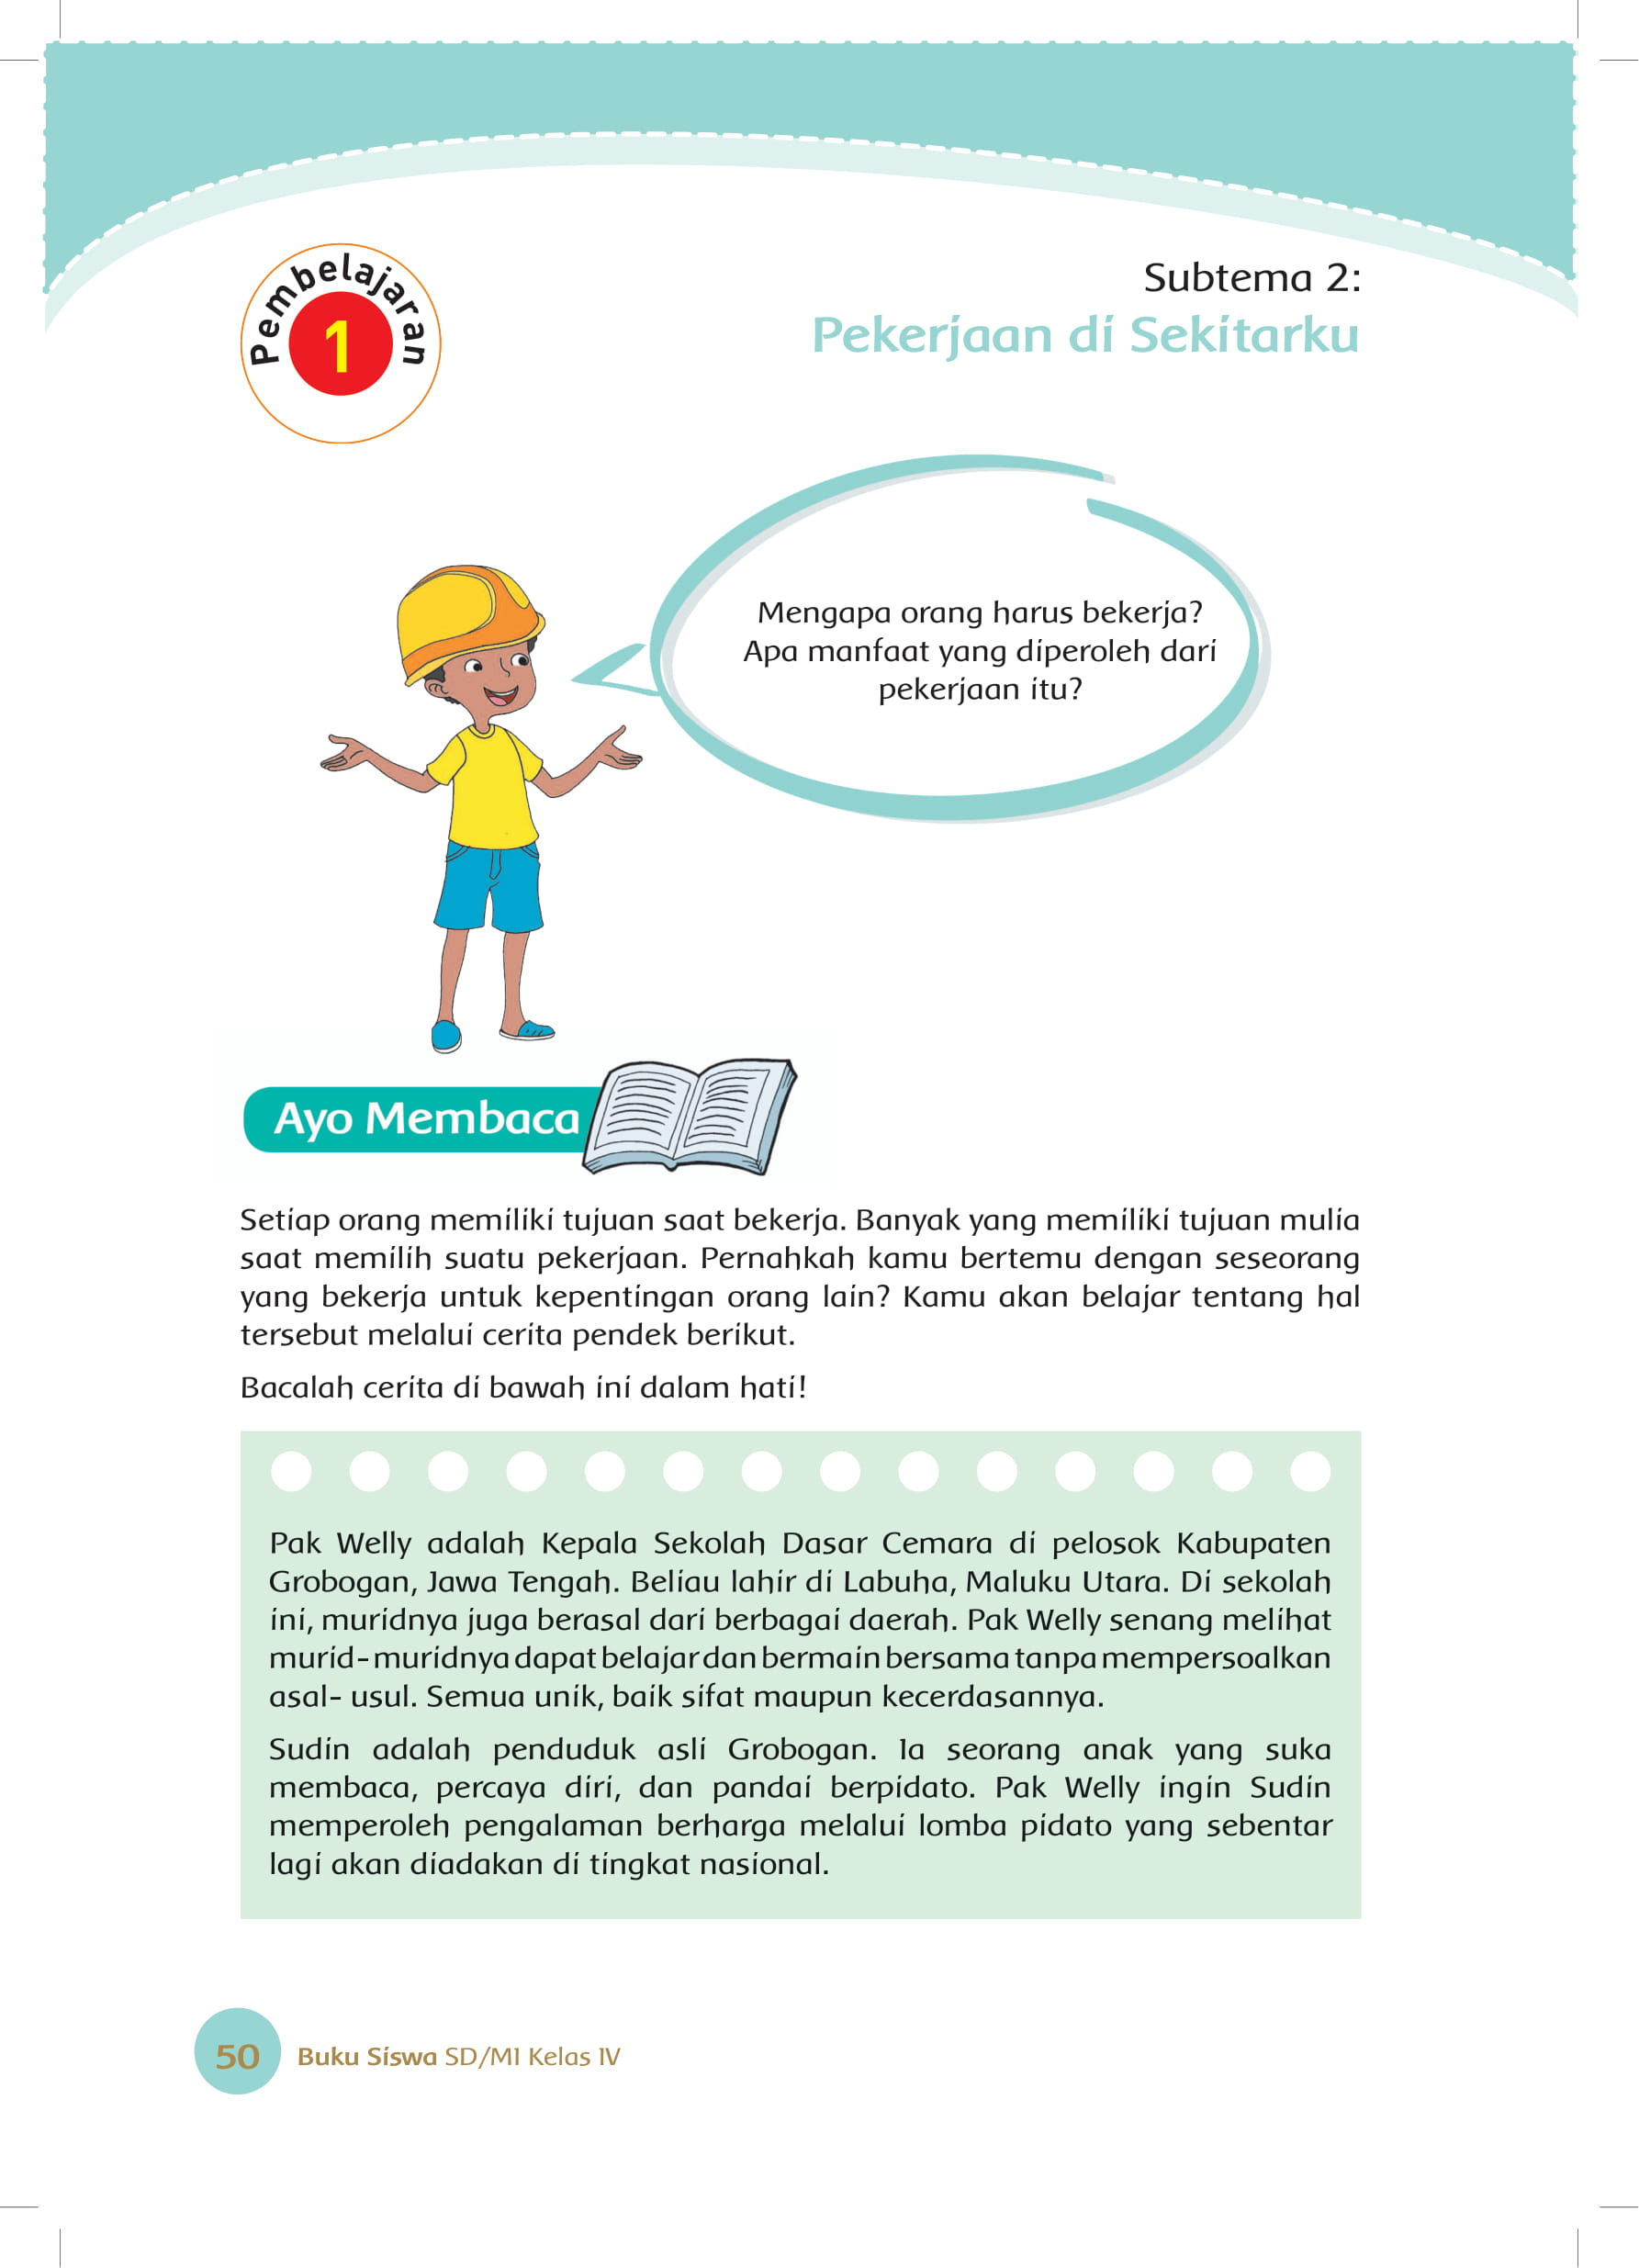 Pembelajaran
1
Subtema 2:
Pekerjaan di Sekitarku
Mengapa orang harus bekerja?
Apa manfaat yang diperoleh dari
pekerjaan itu?
Ayo Membaca
Setiap orang memiliki tujuan saat bekerja. Banyak yang memiliki tujuan mulia
saat memilih suatu pekerjaan. Pernahkah kamu bertemu dengan seseorang
yang bekerja untuk kepentingan orang lain? Kamu akan belajar tentang hal
tersebut melalui cerita pendek berikut.
Bacalah cerita di bawah ini dalam hati!
Pak Welly adalah Kepala Sekolah Dasar Cemara di pelosok Kabupaten
Grobogan, Jawa Tengah. Beliau lahir di Labuha, Maluku Utara. Di sekolah
ini, muridnya juga berasal dari berbagai daerah. Pak Welly senang melihat
murid- muridnya dapat belajar dan bermain bersama tanpa mempersoalkan
asal- usul. Semua unik, baik sifat maupun kecerdasannya.
Sudin adalah penduduk asli Grobogan. Ia seorang anak yang suka
membaca, percaya diri, dan pandai berpidato. Pak Welly ingin Sudin
memperoleh pengalaman berharga melalui lomba pidato yang sebentar
lagi akan diadakan di tingkat nasional.
50 Buku Siswa SD/MI Kelas IV